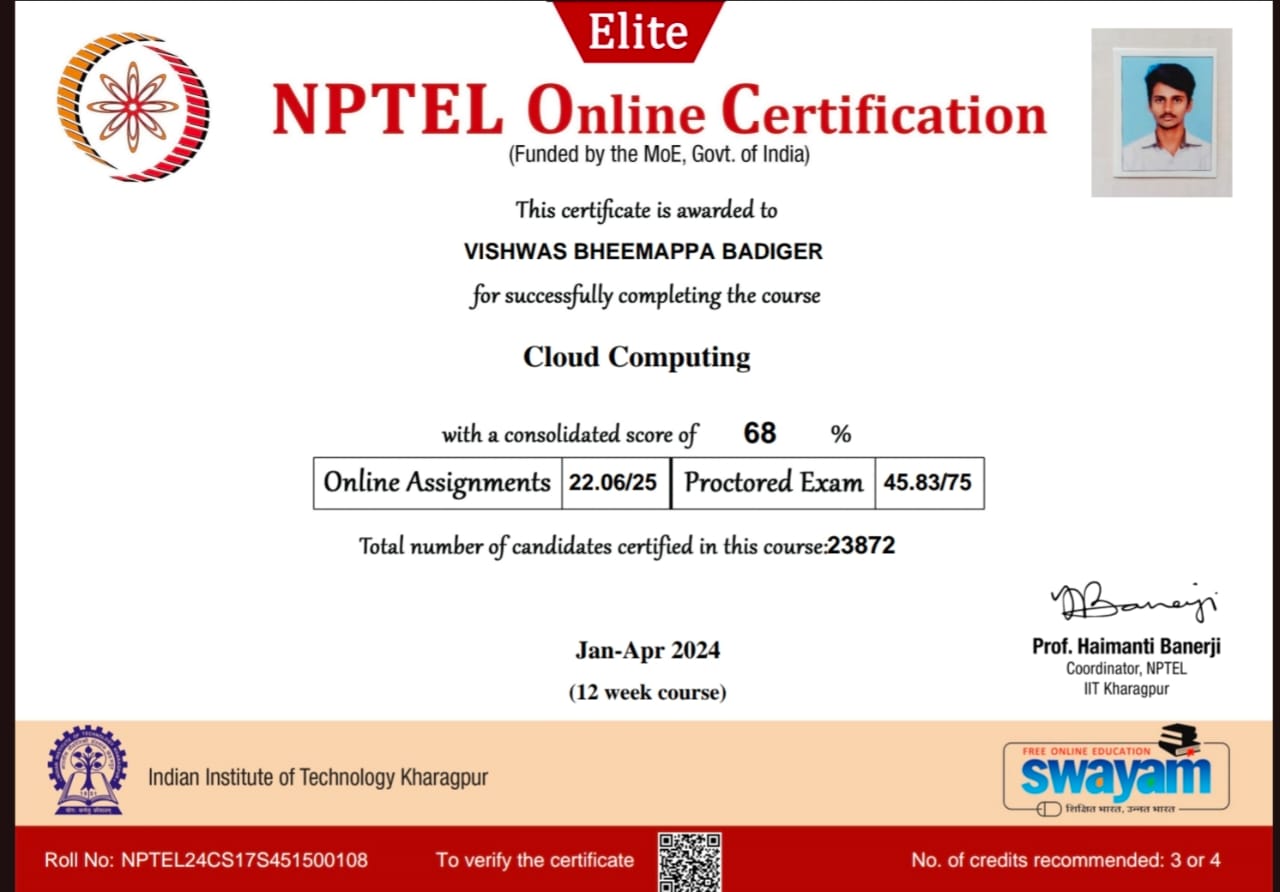 Elite
NPTEL Online Certification
(Funded by the MoE, Govt. of India)
This certificate is awarded to
VISHWAS BHEEMAPPA BADIGER
for successfully completing the course
Cloud Computing
with a consolidated score of 68 %
Online Assignments 22.06/25 Proctored Exam 45.83/75
Total number of candidates certified in this course:23872
Jan-Apr 2024
(12 week course)
Prof. Haimanti Banerji
Coordinator, NPTEL
IIT Kharagpur
Indian Institute of Technology Kharagpur
FREE ONLINE EDUCATION
swayam
शिक्षित भारत, उन्नत भारत
Roll No: NPTEL24CS17S451500108 To verify the certificate No. of credits recommended: 3 or 4